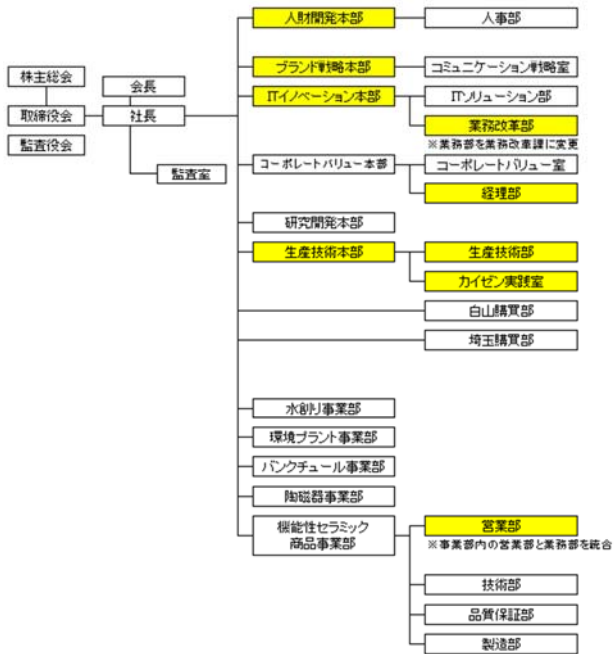 人財開発本部
人事部
ブランド戦略本部
コミュニケーション戦略室
株主総会
会長
ITイノベーション本部
ITソリューション部
取締役会
社長
業務改革部
※業務部を業務改革課に変更
監査役会
コーポレートバリュー本部
コーポレートバリュー室
監査室
経理部
研究開発本部
生産技術本部
生産技術部
カイゼン実践室
白山購買部
埼玉購買部
水創り事業部
環境プラント事業部
バンクチュール事業部
陶磁器事業部
機能性セラミック
商品事業部
営業部
※事業部内の営業部と業務部を統合
技術部
品質保証部
製造部